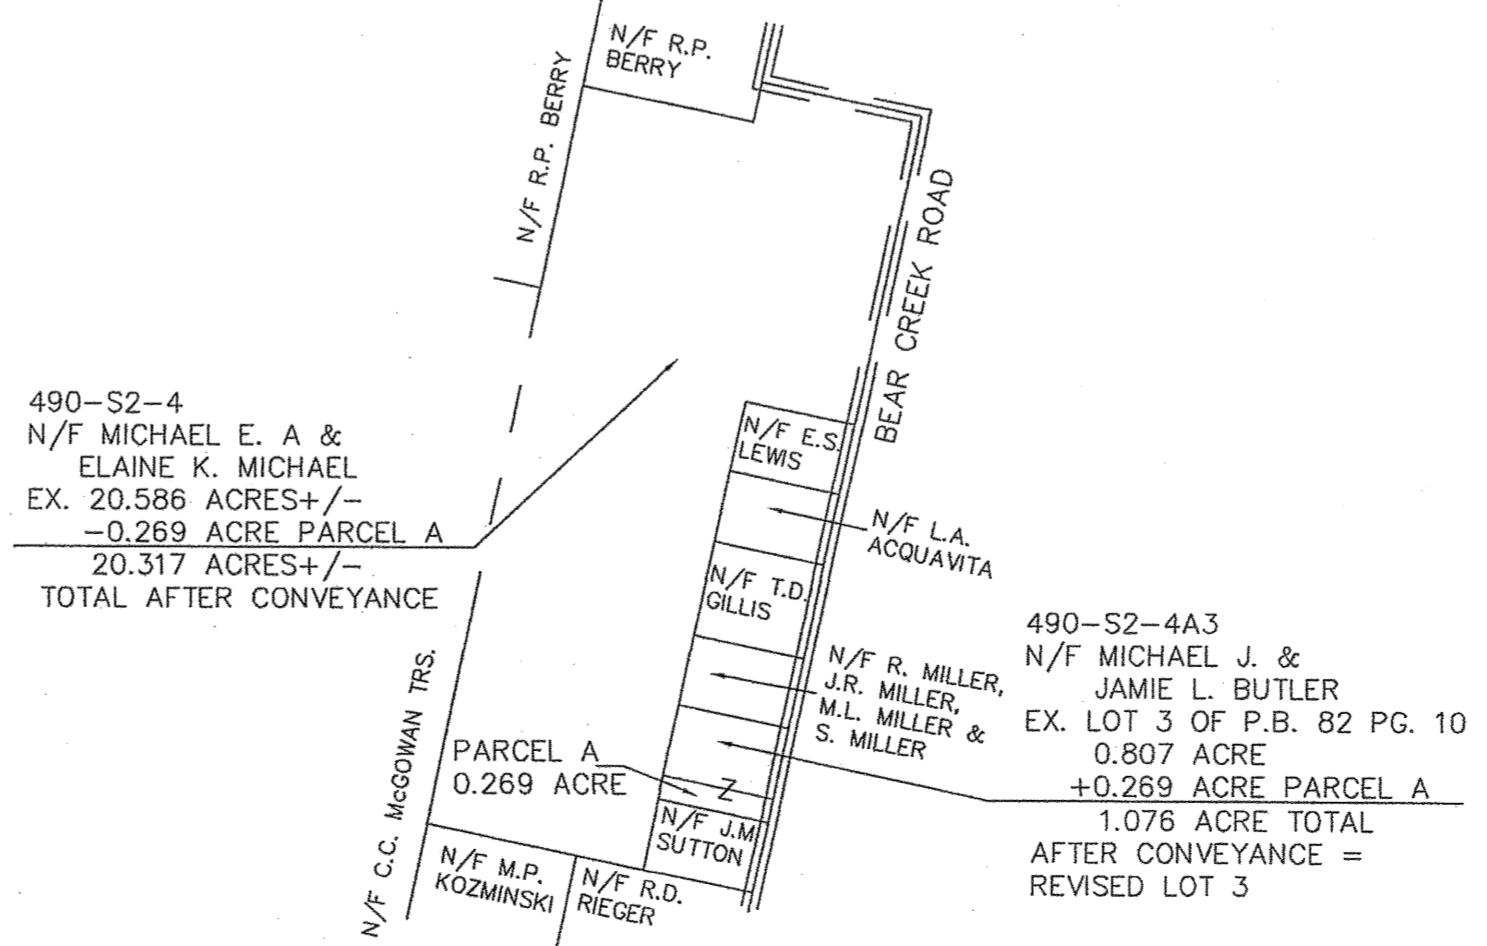 N/F R.P.
BERRY
N/F R.P. BERRY
BEAR CREEK ROAD
490-S2-4
N/F MICHAEL E. A &
ELAINE K. MICHAEL
EX. 20.586 ACRES+/-
-0.269 ACRE PARCEL A
20.317 ACRES+/-
TOTAL AFTER CONVEYANCE
N/F E.S.
LEWIS
N/F L.A.
ACQUAVITA
N/F T.D.
GILLIS
N/F R. MILLER,
J.R. MILLER,
M.L. MILLER &
S. MILLER
490-S2-4A3
N/F MICHAEL J. &
JAMIE L. BUTLER
EX. LOT 3 OF P.B. 82 PG. 10
0.807 ACRE
+0.269 ACRE PARCEL A
1.076 ACRE TOTAL
AFTER CONVEYANCE =
REVISED LOT 3
N/F C.C. McGOWAN TRS.
PARCEL A
0.269 ACRE
Z
N/F J.M.
SUTTON
N/F M.P.
KOZMINSKI
N/F R.D.
RIEGER